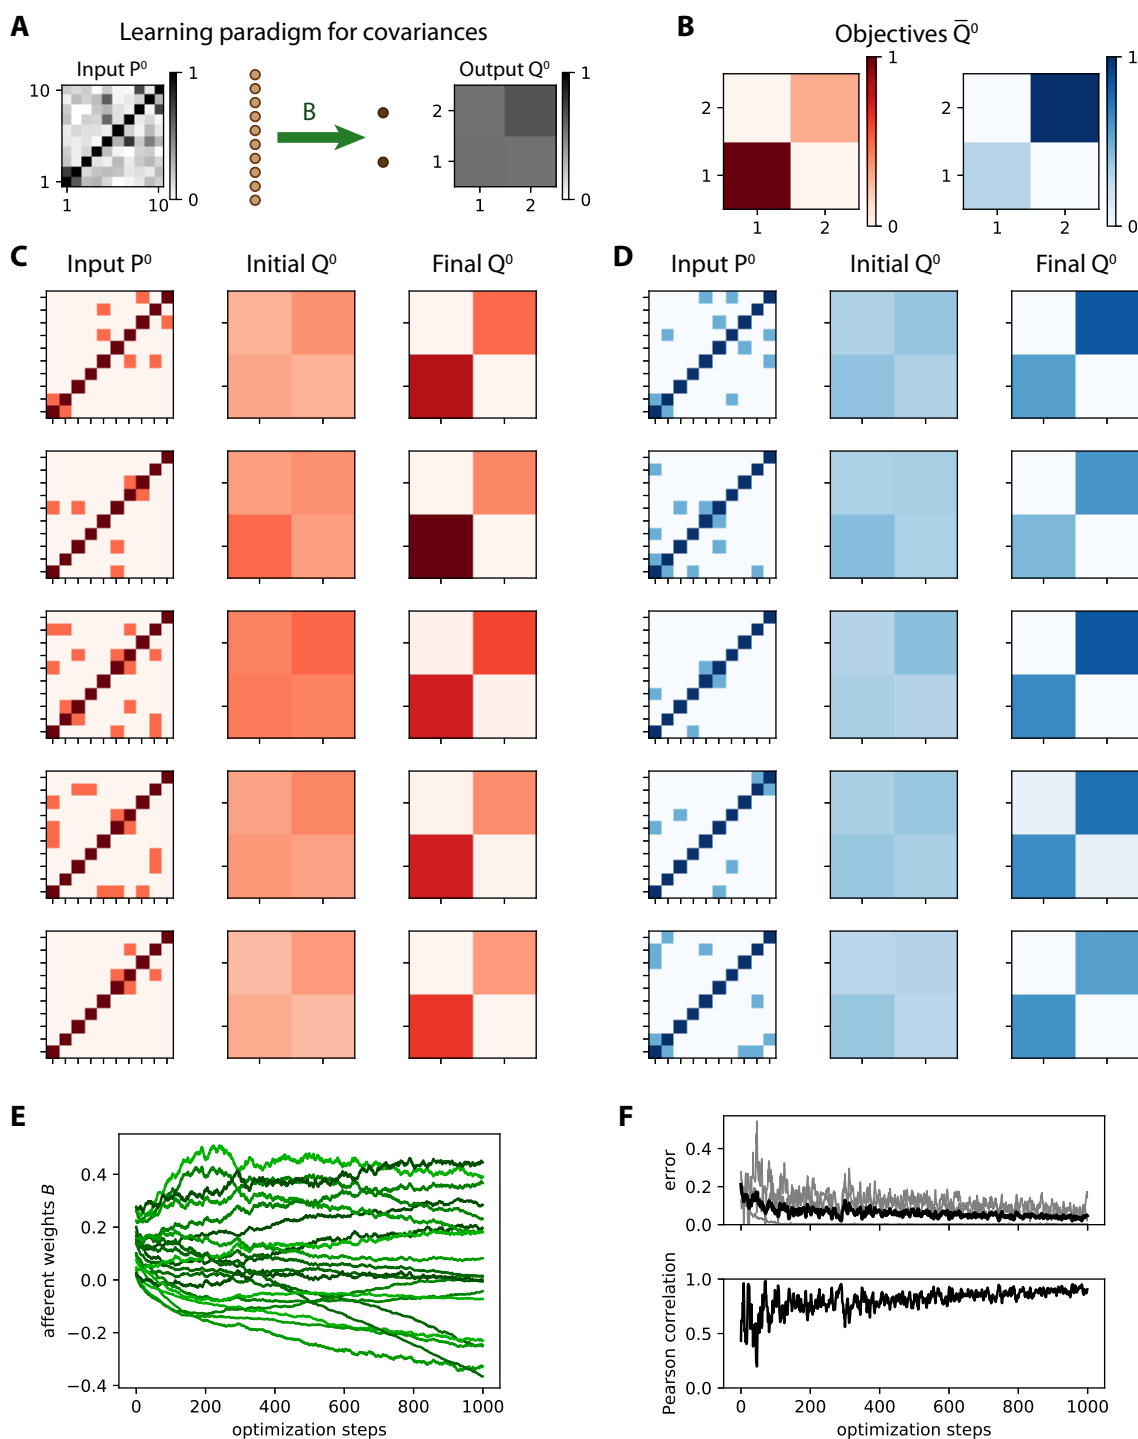 A
Learning paradigm for covariances
Input P⁰
10
1
1
10
1
0
B
Output Q⁰
2
1
1
2
1
0
B
Objectives Q̅⁰
2
1
1
2
1
0
2
1
1
2
1
0
C
Input P⁰
Initial Q⁰
Final Q⁰
D
Input P⁰
Initial Q⁰
Final Q⁰
E
afferent weights B
0.4
0.2
0.0
−0.2
−0.4
0
200
400
600
800
1000
optimization steps
F
error
0.4
0.2
0.0
Pearson correlation
1.0
0.5
0.0
0
200
400
600
800
1000
optimization steps